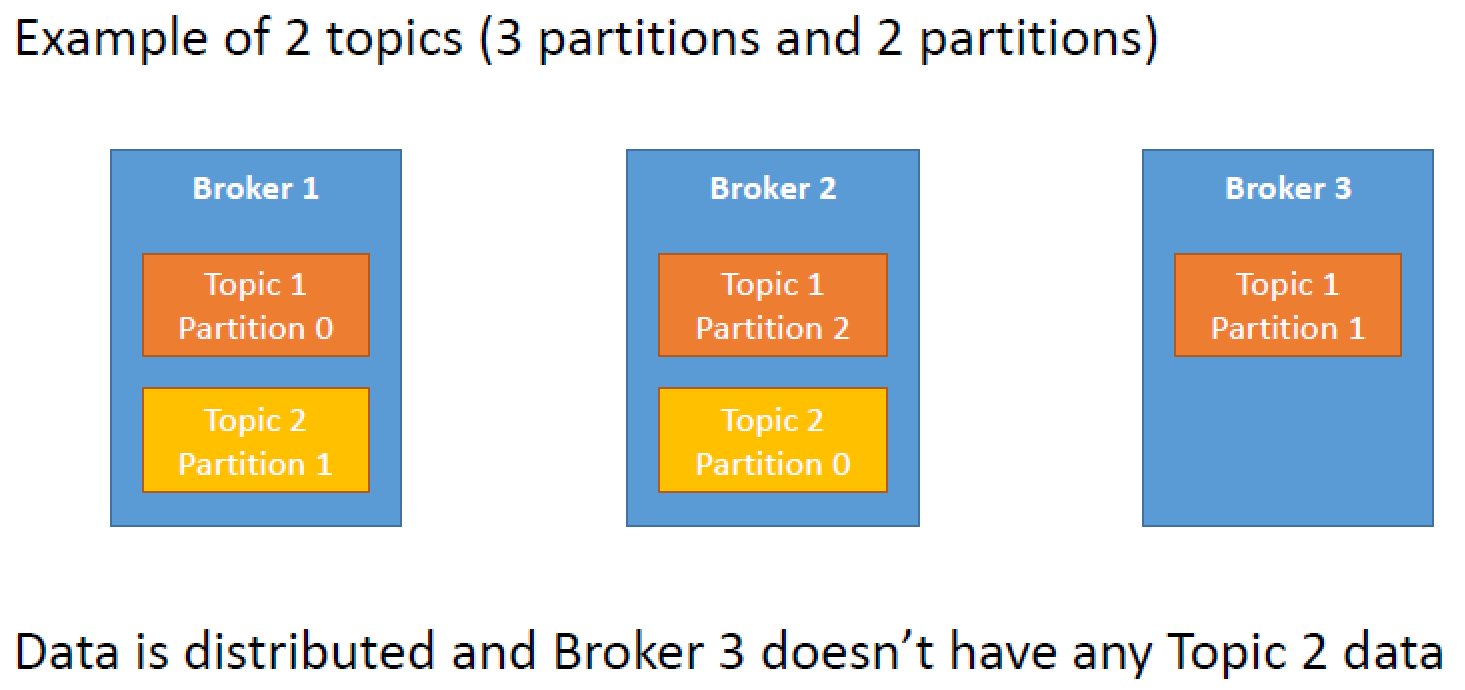 Example of 2 topics (3 partitions and 2 partitions)
Broker 1
Topic 1
Partition 0
Topic 2
Partition 1
Broker 2
Topic 1
Partition 2
Topic 2
Partition 0
Broker 3
Topic 1
Partition 1
Data is distributed and Broker 3 doesn’t have any Topic 2 data